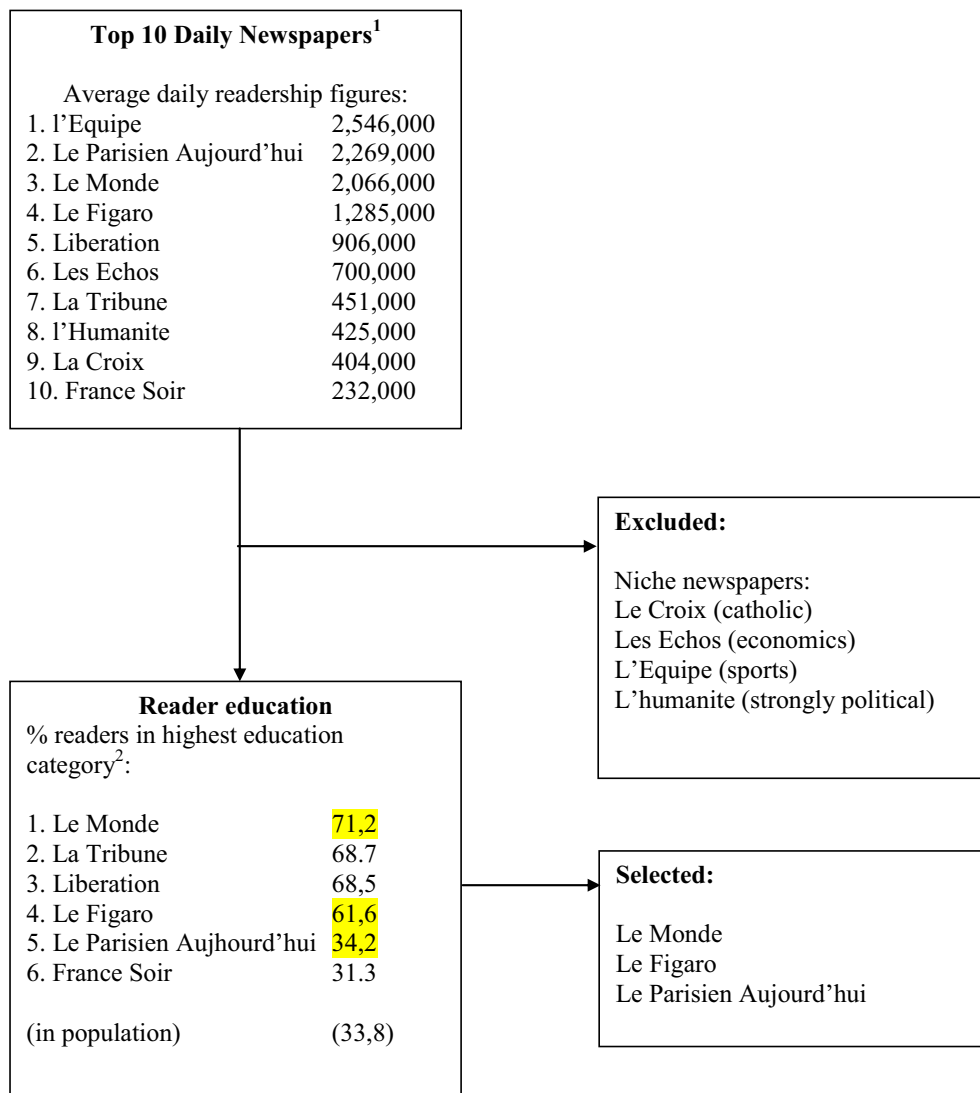 Top 10 Daily Newspapers1
Average daily readership figures:
1. l’Equipe 2,546,000
2. Le Parisien Aujourd’hui 2,269,000
3. Le Monde 2,066,000
4. Le Figaro 1,285,000
5. Liberation 906,000
6. Les Echos 700,000
7. La Tribune 451,000
8. l’Humanite 425,000
9. La Croix 404,000
10. France Soir 232,000
Excluded:
Niche newspapers:
Le Croix (catholic)
Les Echos (economics)
L’Equipe (sports)
L’humanite (strongly political)
Reader education
% readers in highest education
category2:
1. Le Monde 71,2
2. La Tribune 68.7
3. Liberation 68,5
4. Le Figaro 61,6
5. Le Parisien Aujhourd’hui 34,2
6. France Soir 31.3
(in population) (33,8)
Selected:
Le Monde
Le Figaro
Le Parisien Aujourd’hui